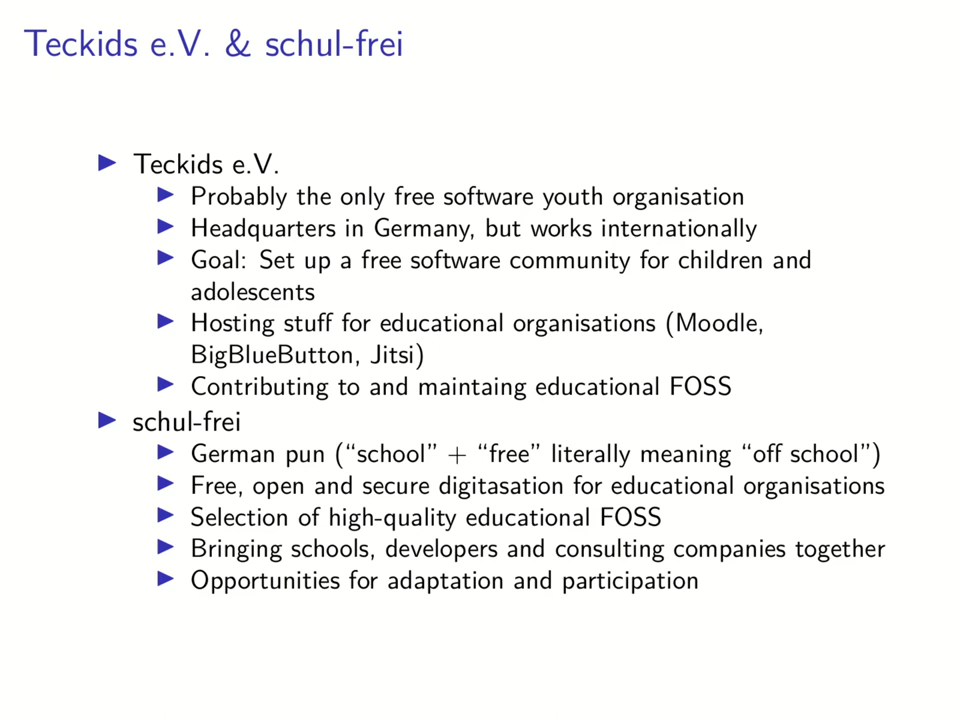 Teckids e.V. & schul-frei
Teckids e.V.
Probably the only free software youth organisation
Headquarters in Germany, but works internationally
Goal: Set up a free software community for children and
adolescents
Hosting stuff for educational organisations (Moodle,
BigBlueButton, Jitsi)
Contributing to and maintaing educational FOSS
schul-frei
German pun (“school” + “free” literally meaning “off school”)
Free, open and secure digitasation for educational organisations
Selection of high-quality educational FOSS
Bringing schools, developers and consulting companies together
Opportunities for adaptation and participation